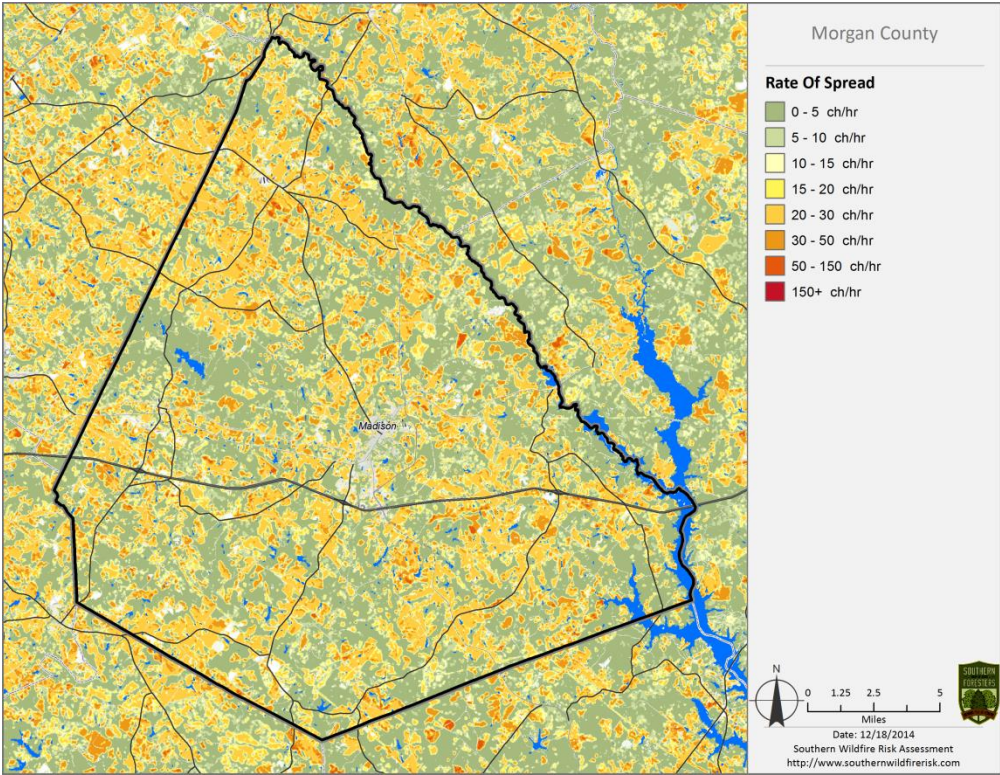 Morgan County
Rate Of Spread
0 - 5 ch/hr
5 - 10 ch/hr
10 - 15 ch/hr
15 - 20 ch/hr
20 - 30 ch/hr
30 - 50 ch/hr
50 - 150 ch/hr
150+ ch/hr
Madison
N
0 1.25 2.5 5
Miles
SOUTHERN
FORESTERS
Date: 12/18/2014
Southern Wildfire Risk Assessment
http://www.southernwildfirerisk.com